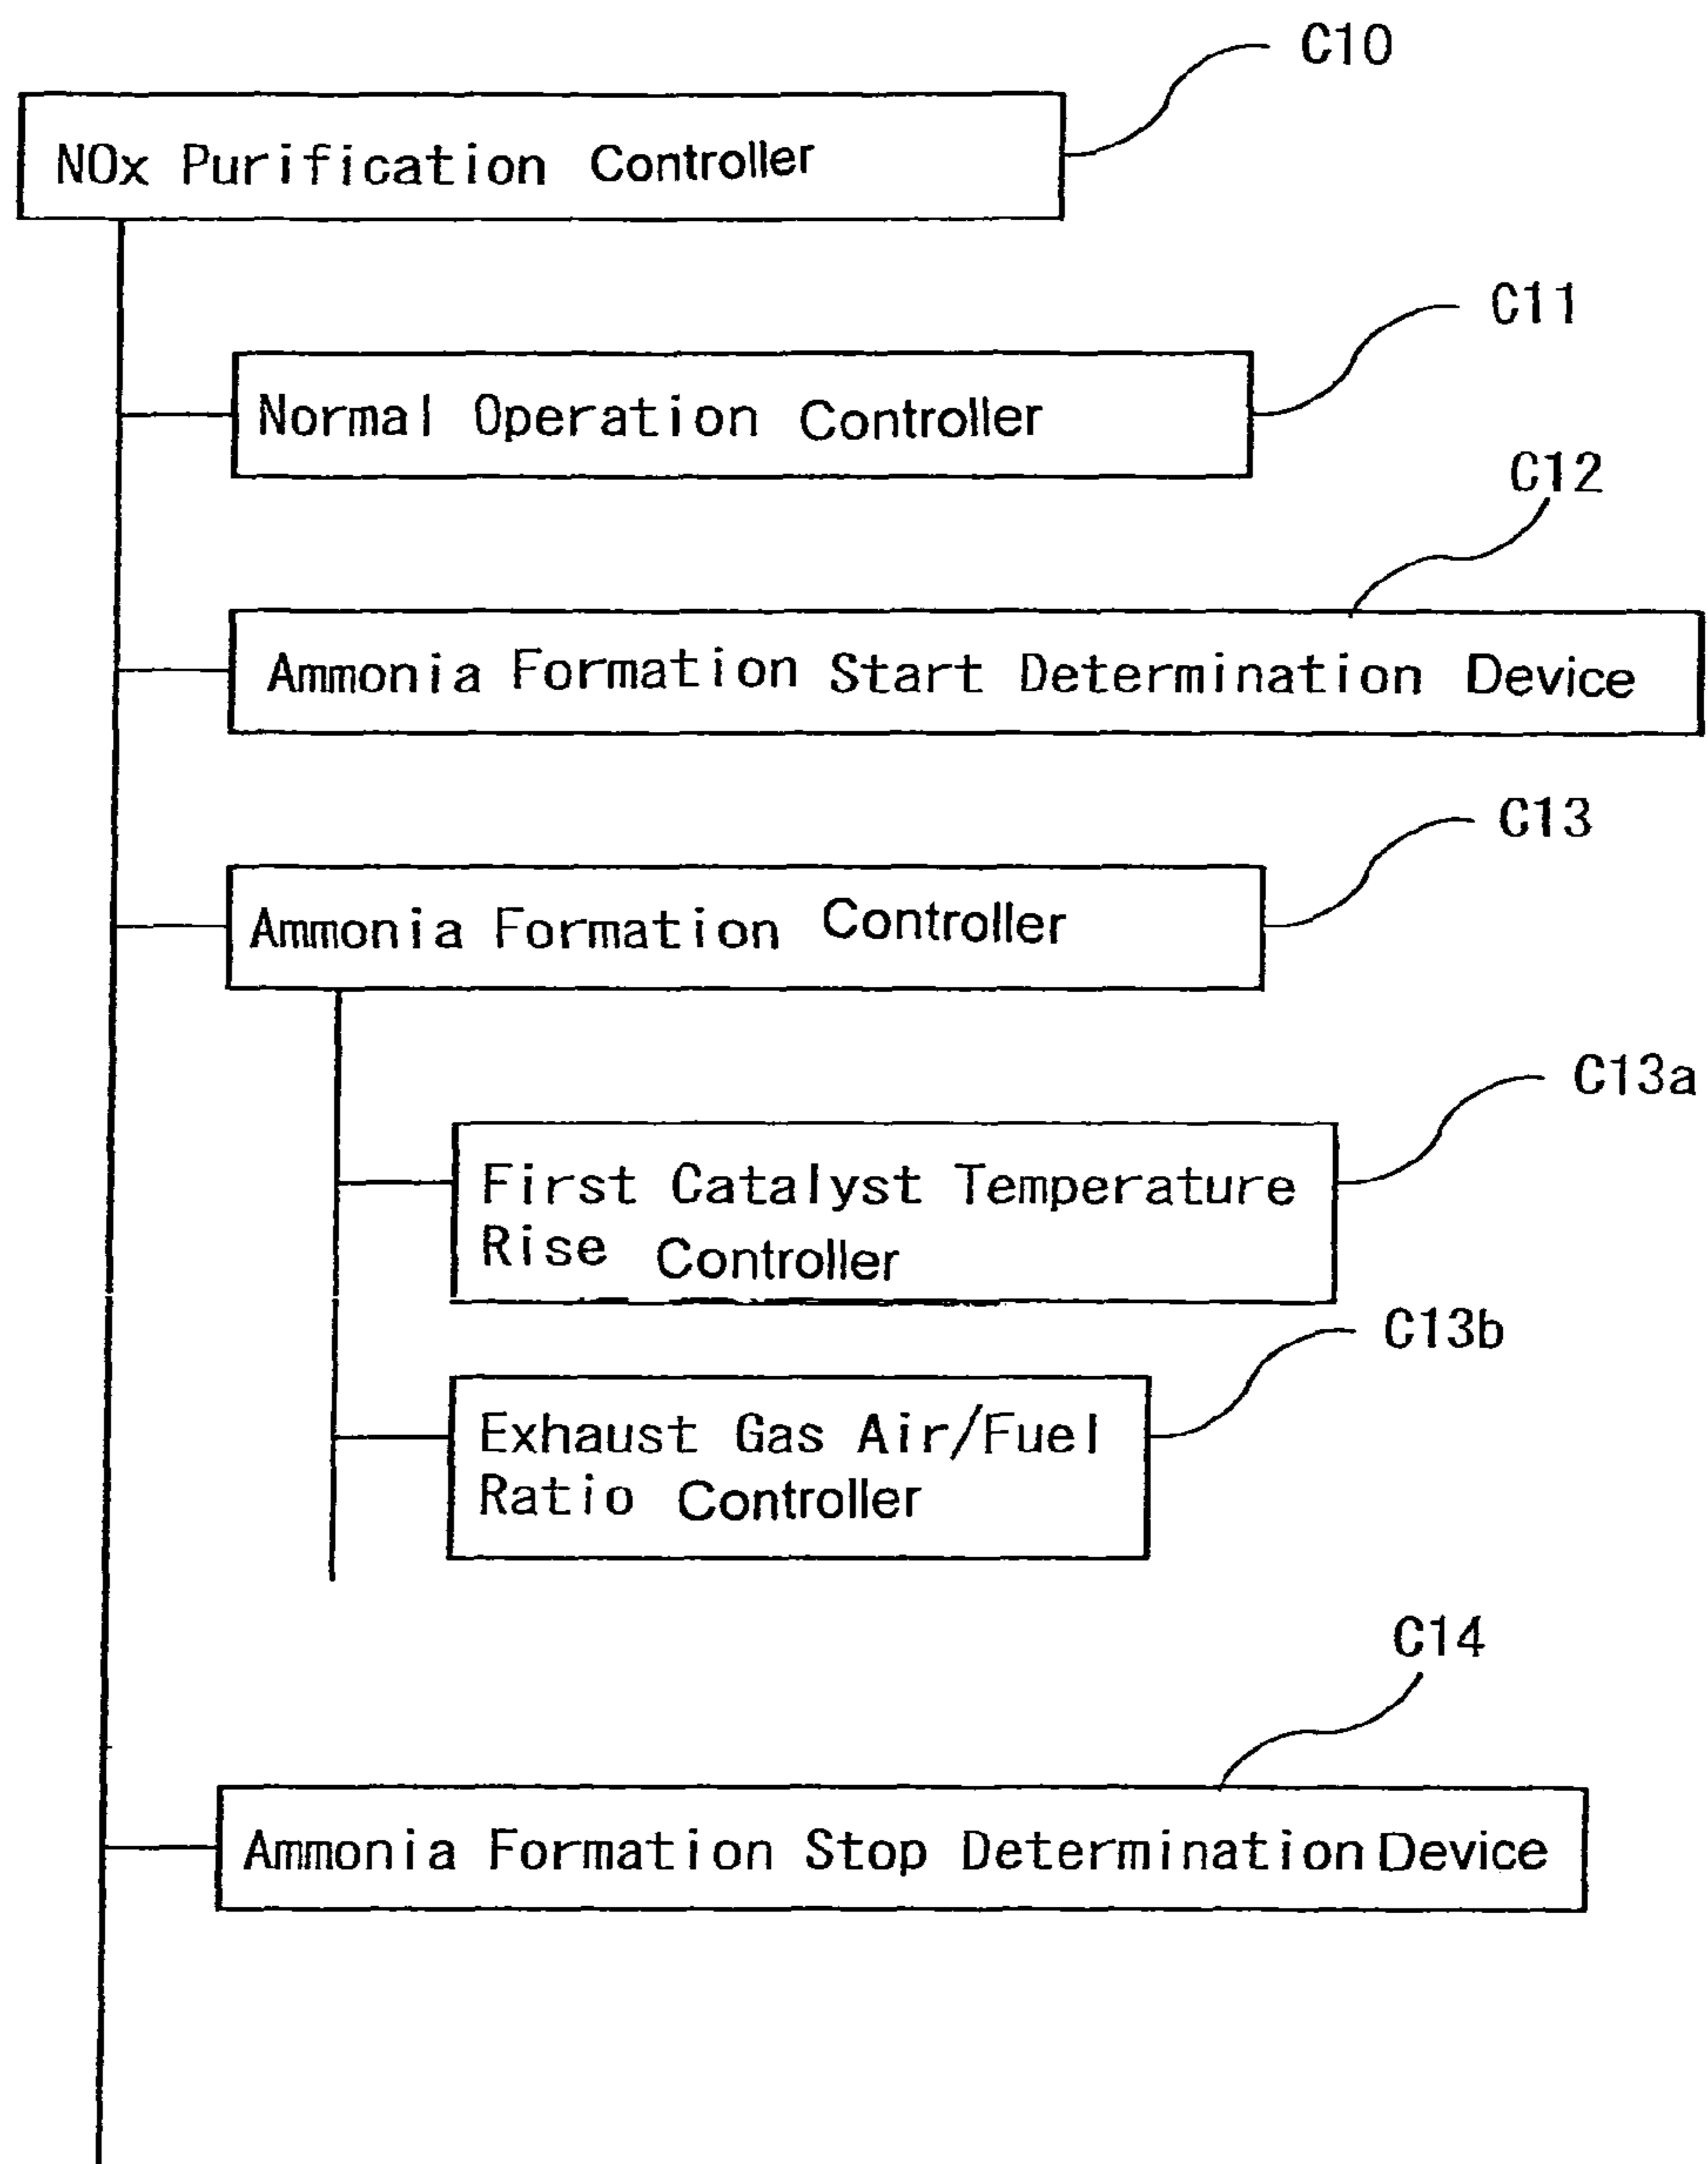 C10
NOx Purification Controller
C11
Normal Operation Controller
C12
Ammonia Formation Start Determination Device
C13
Ammonia Formation Controller
C13a
First Catalyst Temperature
Rise Controller
C13b
Exhaust Gas Air/Fuel
Ratio Controller
C14
Ammonia Formation Stop Determination Device